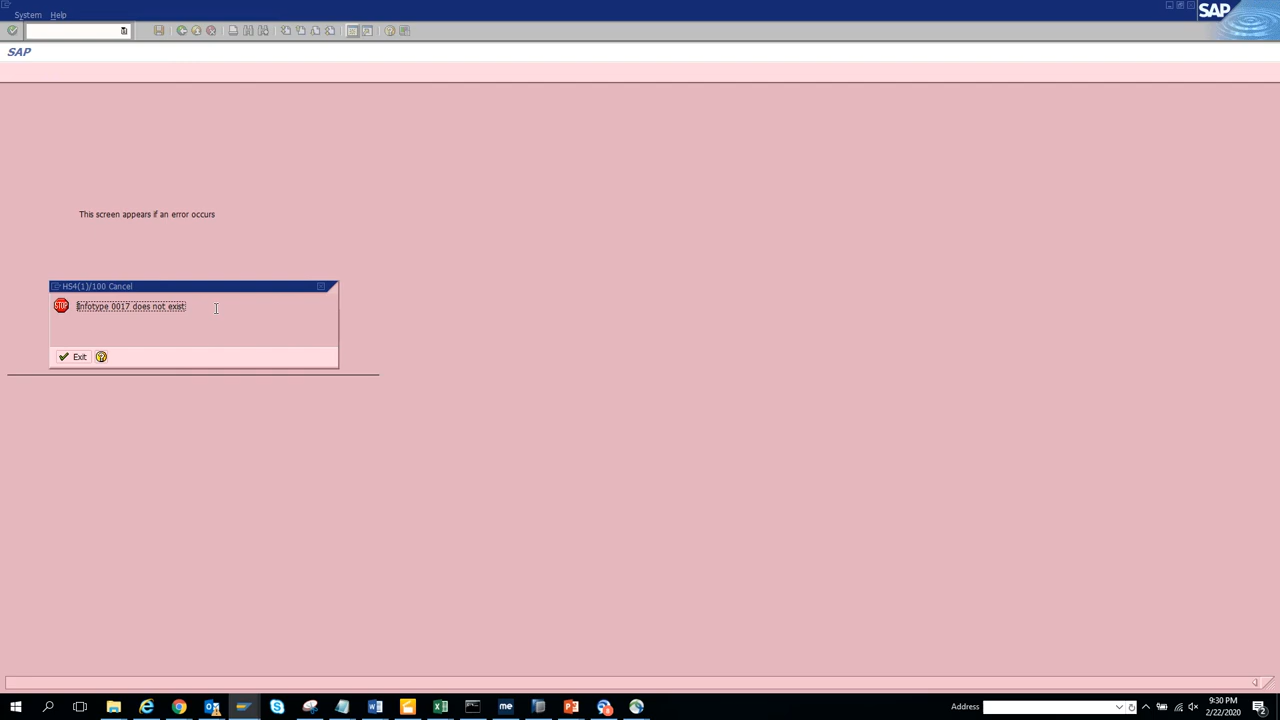 System Help
SAP
SAP
This screen appears if an error occurs
HS4(1)/100 Cancel
STOP Infotype 0017 does not exist
Exit
Address
9:30 PM
2/22/2020